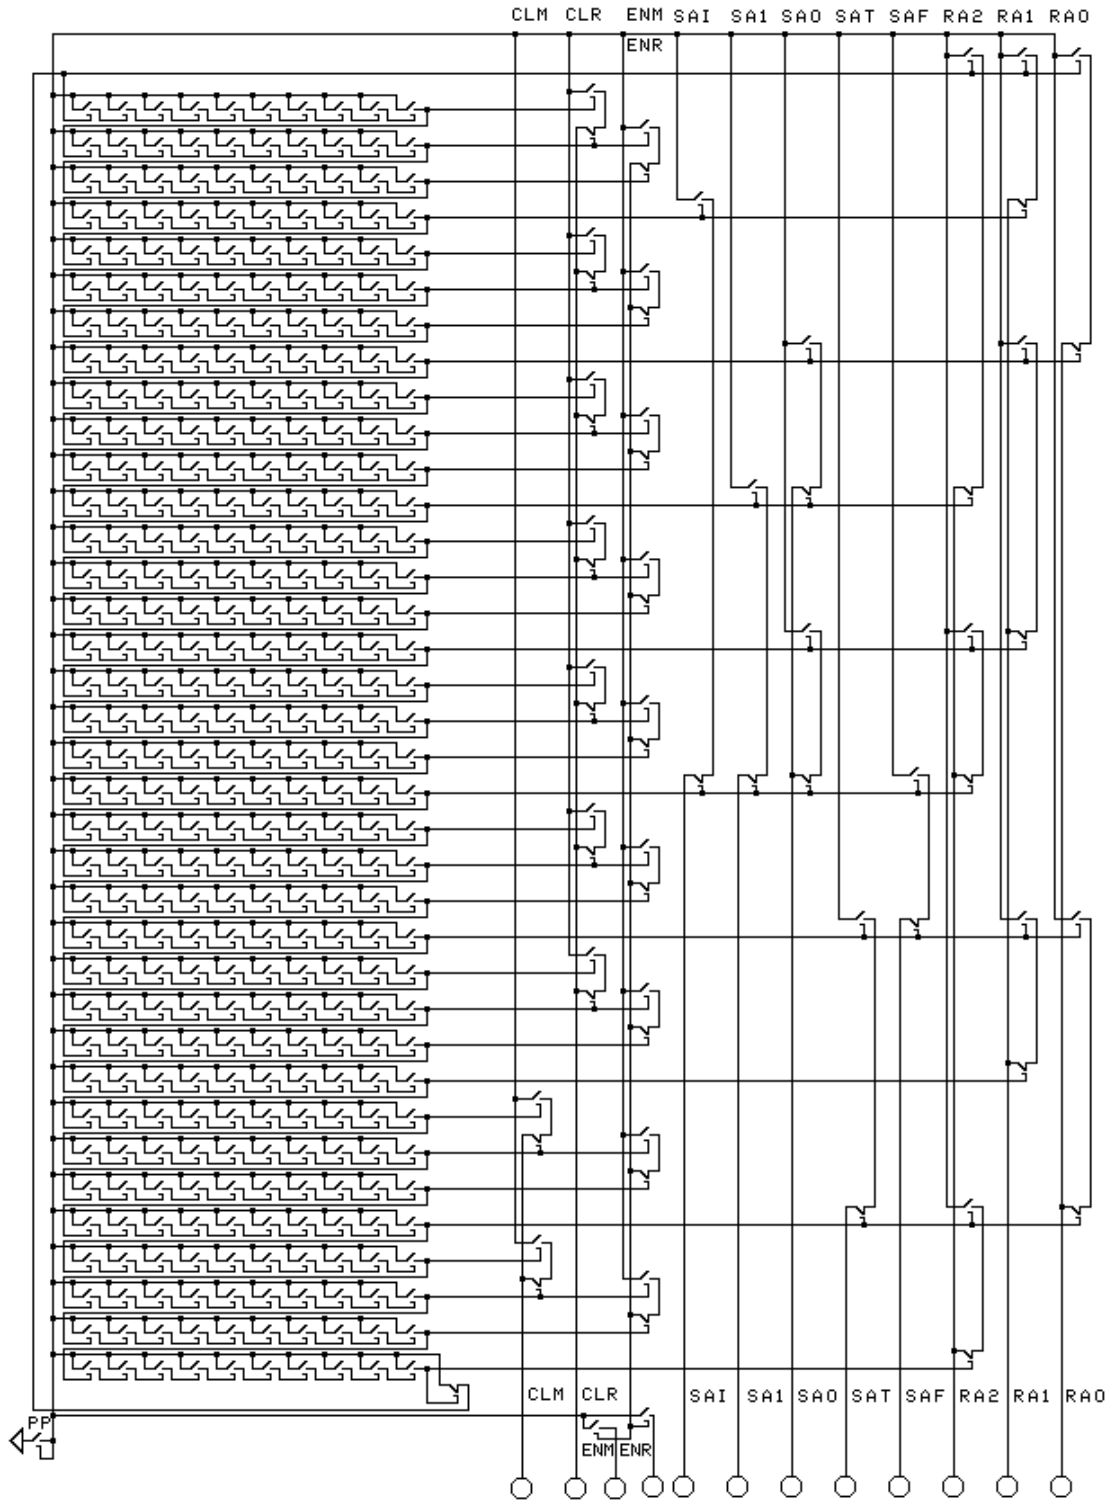 CLM CLR ENM SAI SA1 SA0 SAT SAF RA2 RA1 RA0
ENR
CLM CLR SAI SA1 SA0 SAT SAF RA2 RA1 RA0
PP
ENM ENR